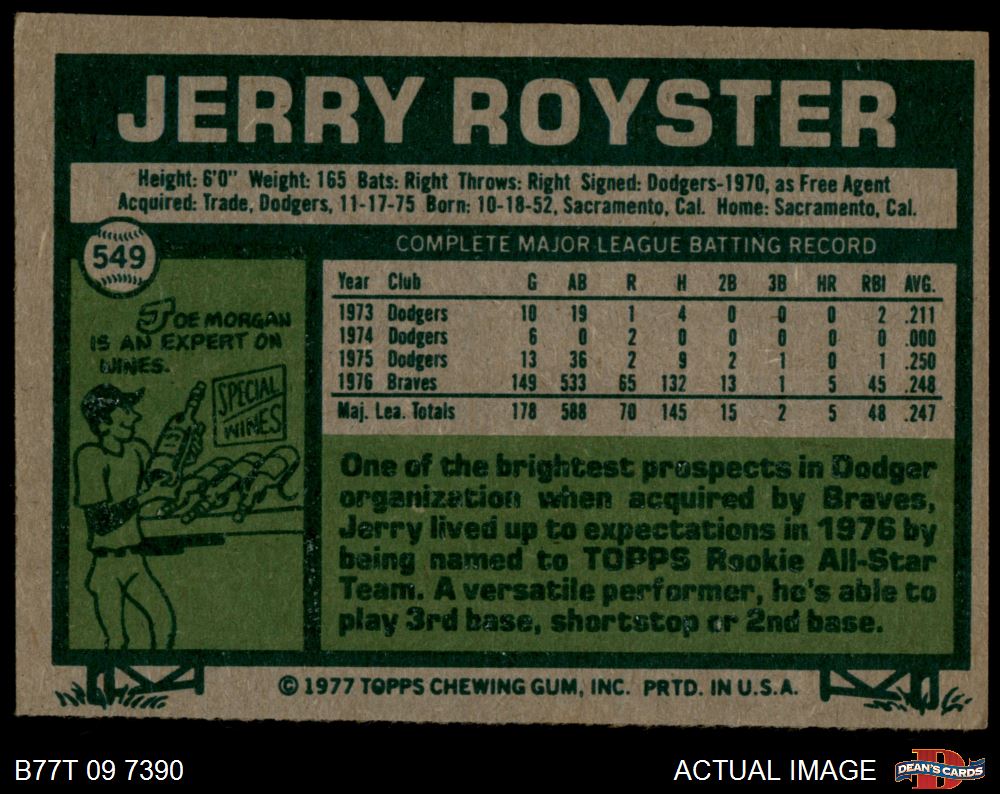 JERRY ROYSTER
Height: 6'0" Weight: 165 Bats: Right Throws: Right Signed: Dodgers-1970, as Free Agent
Acquired: Trade, Dodgers, 11-17-75 Born: 10-18-52, Sacramento, Cal. Home: Sacramento, Cal.
549
JOE MORGAN
IS AN EXPERT ON
WINES.
SPECIAL
WINES
COMPLETE MAJOR LEAGUE BATTING RECORD
Year Club G AB R H 2B 3B HR RBI AVG.
1973 Dodgers 10 19 1 4 0 0 0 2 .211
1974 Dodgers 6 0 2 0 0 0 0 0 .000
1975 Dodgers 13 36 2 9 2 1 0 1 .250
1976 Braves 149 533 65 132 13 1 5 45 .248
Maj. Lea. Totals 178 588 70 145 15 2 5 48 .247
One of the brightest prospects in Dodger
organization when acquired by Braves,
Jerry lived up to expectations in 1976 by
being named to TOPPS Rookie All-Star
Team. A versatile performer, he's able to
play 3rd base, shortstop or 2nd base.
© 1977 TOPPS CHEWING GUM, INC. PRTD. IN U.S.A.
B77T 09 7390
ACTUAL IMAGE
D
DEAN'S CARDS